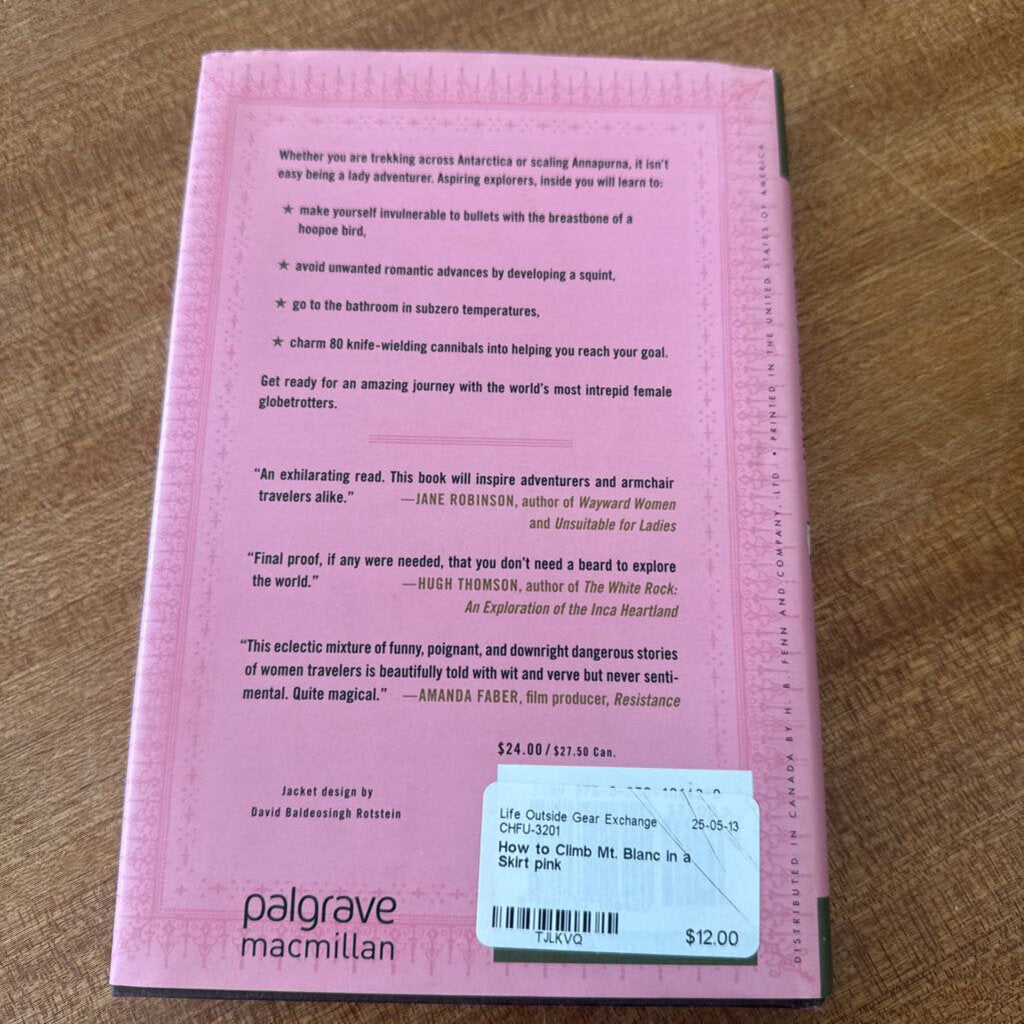 Whether you are trekking across Antarctica or scaling Annapurna, it isn't
easy being a lady adventurer. Aspiring explorers, inside you will learn to:
★ make yourself invulnerable to bullets with the breastbone of a
hoopoe bird,
★ avoid unwanted romantic advances by developing a squint,
★ go to the bathroom in subzero temperatures,
★ charm 80 knife-wielding cannibals into helping you reach your goal.
Get ready for an amazing journey with the world's most intrepid female
globetrotters.
“An exhilarating read. This book will inspire adventurers and armchair
travelers alike.” —JANE ROBINSON, author of Wayward Women
and Unsuitable for Ladies
“Final proof, if any were needed, that you don't need a beard to explore
the world.” —HUGH THOMSON, author of The White Rock:
An Exploration of the Inca Heartland
“This eclectic mixture of funny, poignant, and downright dangerous stories
of women travelers is beautifully told with wit and verve but never senti-
mental. Quite magical.” —AMANDA FABER, film producer, Resistance
$24.00 / $27.50 Can.
Jacket design by
David Baldeosingh Rotstein
palgrave
macmillan
Life Outside Gear Exchange 25-05-13
CHFU-3201
How to Climb Mt. Blanc in a
Skirt pink
TJLKVQ
$12.00
DISTRIBUTED IN CANADA BY H. B. FENN AND COMPANY, LTD. • PRINTED IN THE UNITED STATES OF AMERICA